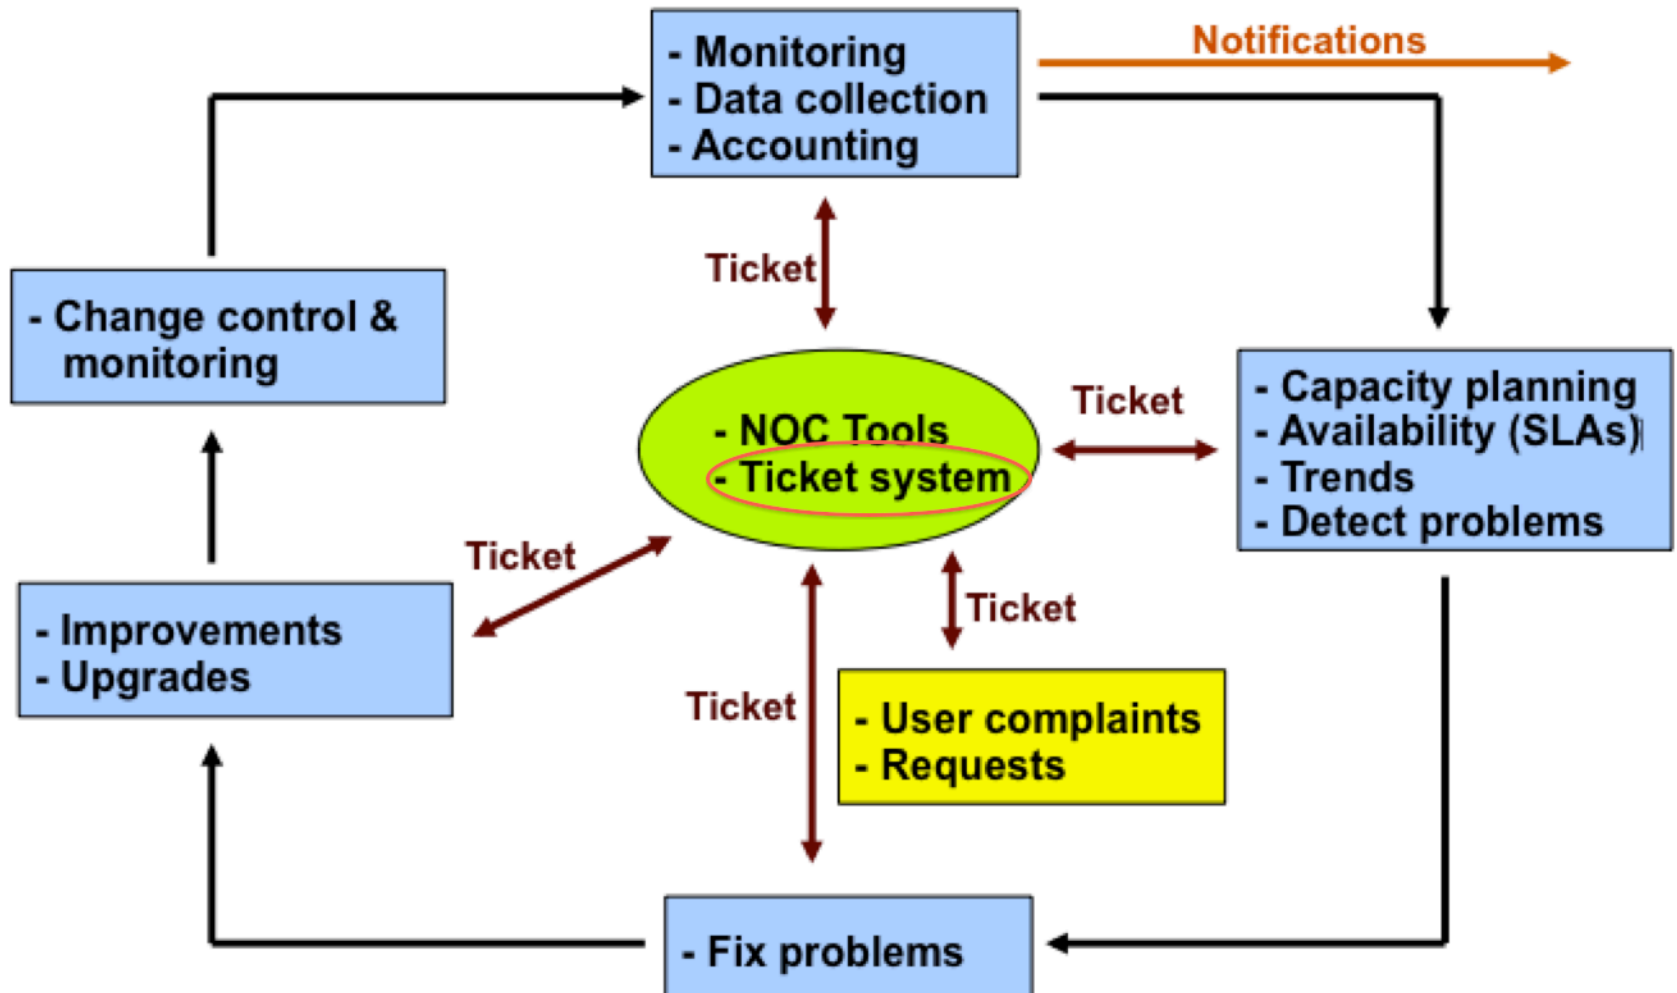 - Monitoring
- Data collection
- Accounting
Notifications
Ticket
- Change control &
monitoring
- NOC Tools
- Ticket system
Ticket
- Capacity planning
- Availability (SLAs)
- Trends
- Detect problems
Ticket
- Improvements
- Upgrades
Ticket
Ticket
- User complaints
- Requests
- Fix problems